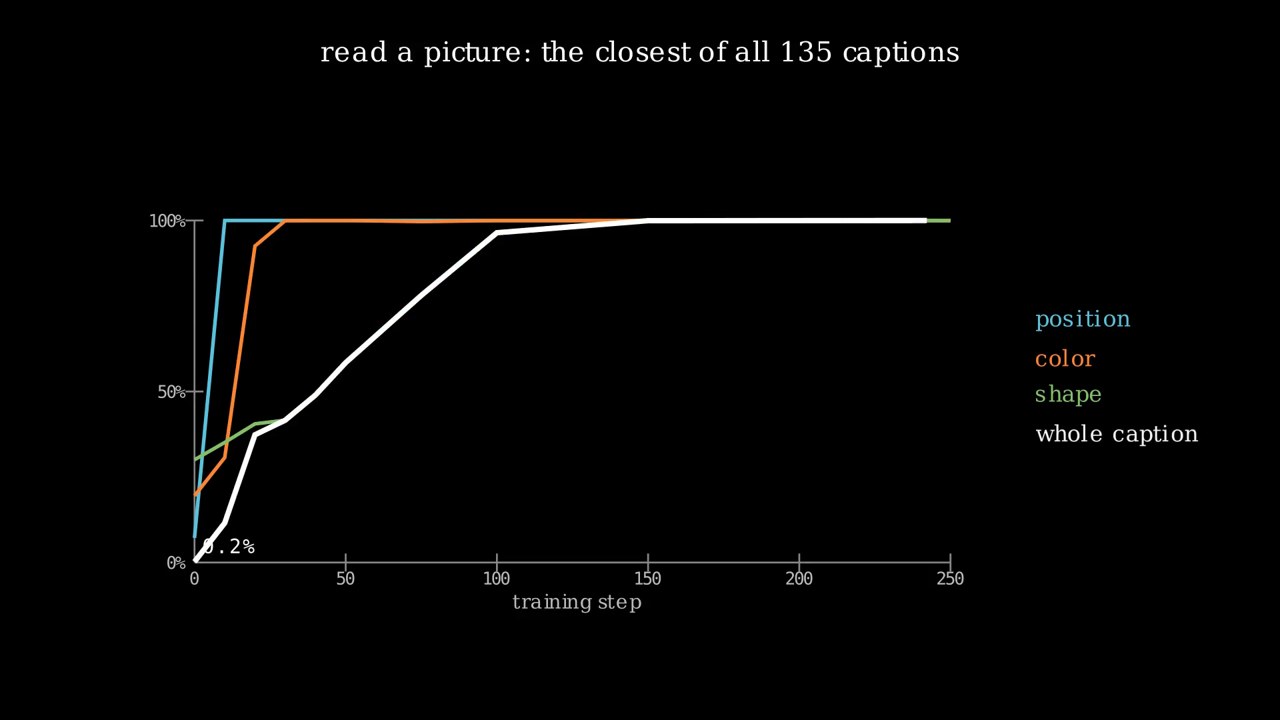 read a picture: the closest of all 135 captions
100%
50%
0%
0.2%
0 50 100 150 200 250
training step
position
color
shape
whole caption